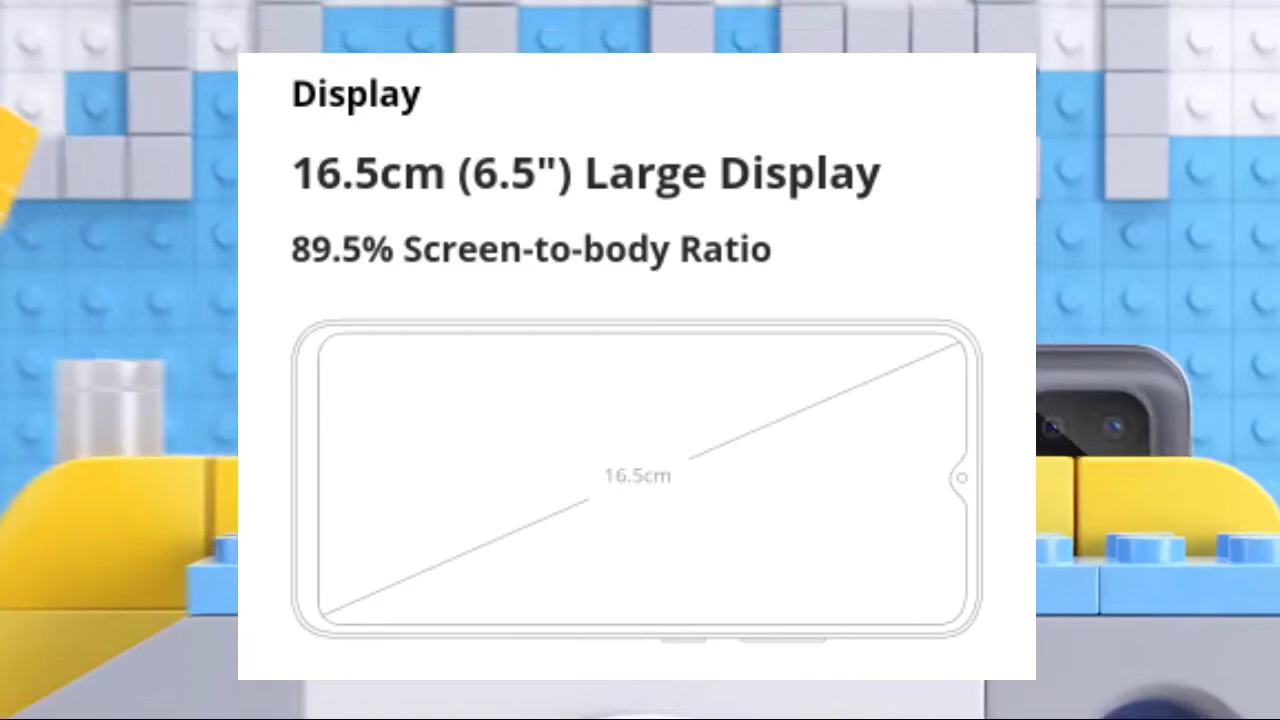 Display
16.5cm (6.5") Large Display
89.5% Screen-to-body Ratio
16.5cm